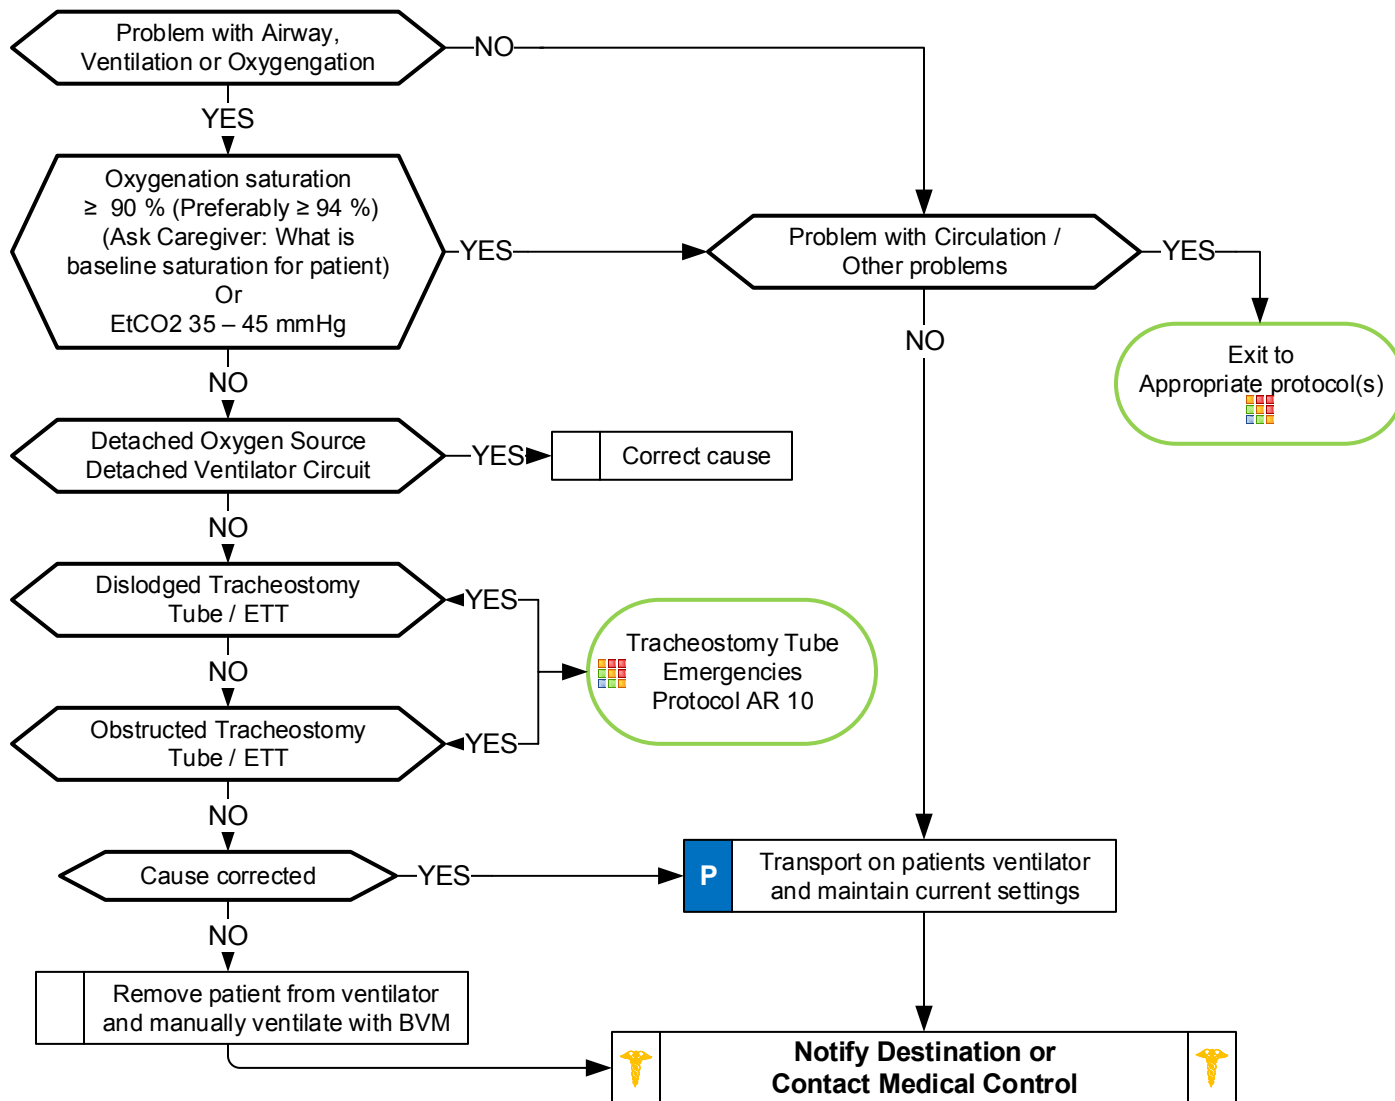 Problem with Airway,
Ventilation or Oxygengation
NO
YES
Oxygenation saturation
≥ 90 % (Preferably ≥ 94 %)
(Ask Caregiver: What is
baseline saturation for patient)
Or
EtCO2 35 – 45 mmHg
YES
Problem with Circulation /
Other problems
YES
NO
Exit to
Appropriate protocol(s)
NO
Detached Oxygen Source
Detached Ventilator Circuit
YES
Correct cause
NO
Dislodged Tracheostomy
Tube / ETT
YES
Tracheostomy Tube
Emergencies
Protocol AR 10
NO
Obstructed Tracheostomy
Tube / ETT
YES
NO
Cause corrected
YES
P
Transport on patients ventilator
and maintain current settings
NO
Remove patient from ventilator
and manually ventilate with BVM
Notify Destination or
Contact Medical Control